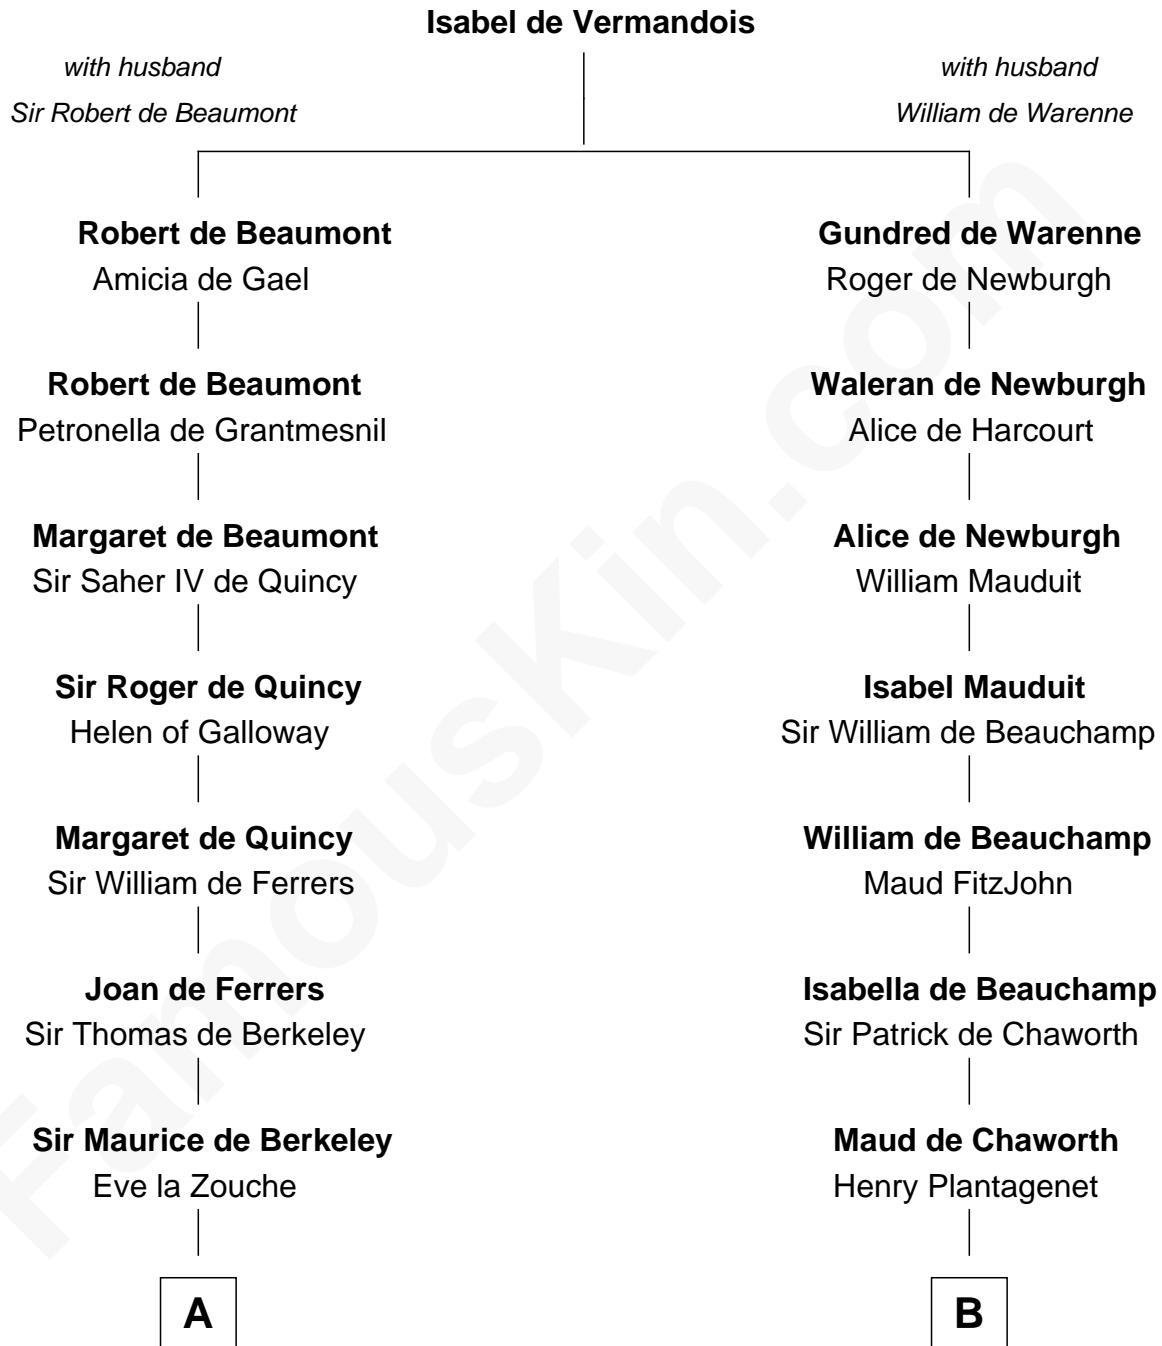 Isabel de Vermandois
with husband
Sir Robert de Beaumont
with husband
William de Warenne
Robert de Beaumont
Amicia de Gael
Gundred de Warenne
Roger de Newburgh
Robert de Beaumont
Petronella de Grantmesnil
Waleran de Newburgh
Alice de Harcourt
Margaret de Beaumont
Sir Saher IV de Quincy
Alice de Newburgh
William Mauduit
Sir Roger de Quincy
Helen of Galloway
Isabel Mauduit
Sir William de Beauchamp
Margaret de Quincy
Sir William de Ferrers
William de Beauchamp
Maud FitzJohn
Joan de Ferrers
Sir Thomas de Berkeley
Isabella de Beauchamp
Sir Patrick de Chaworth
Sir Maurice de Berkeley
Eve la Zouche
Maud de Chaworth
Henry Plantagenet
A
B
FamousKin.com